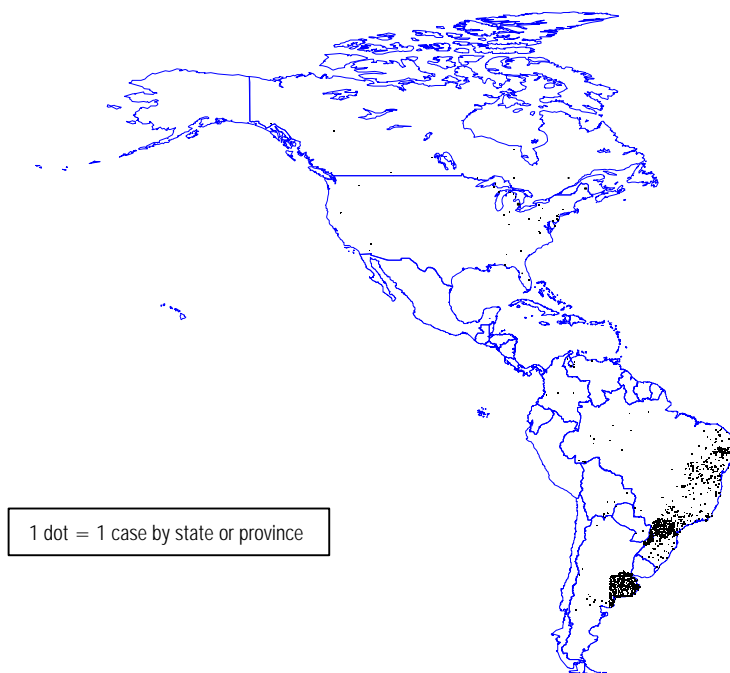 1 dot = 1 case by state or province